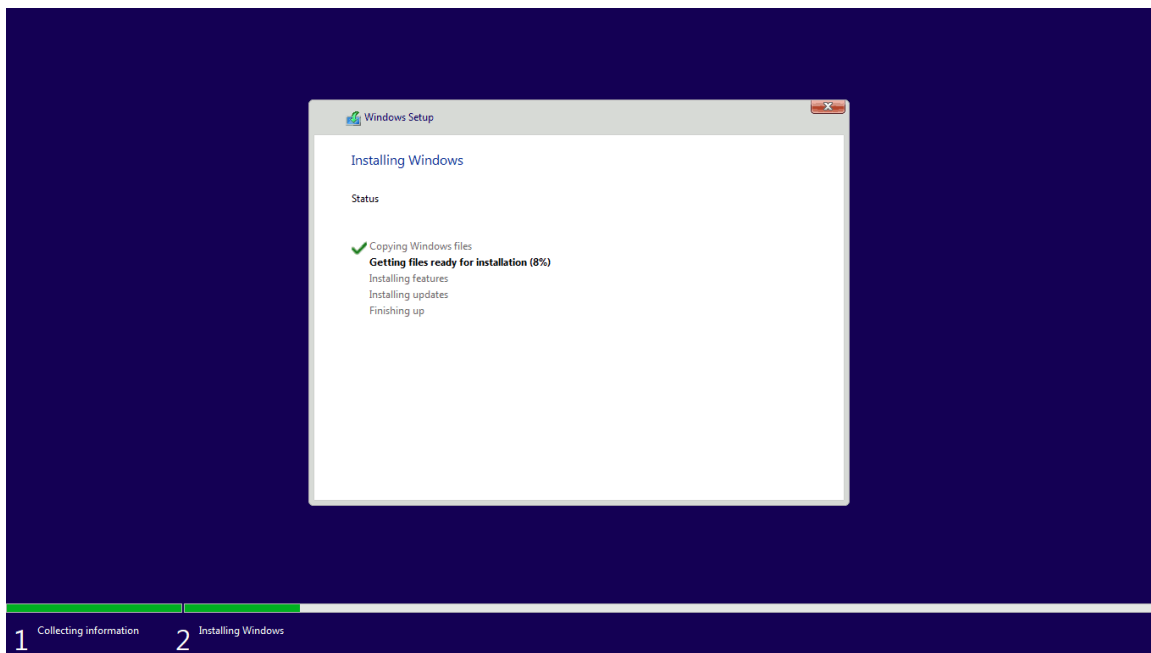 Windows Setup
Installing Windows
Status
Copying Windows files
Getting files ready for installation (8%)
Installing features
Installing updates
Finishing up
1 Collecting information 2 Installing Windows